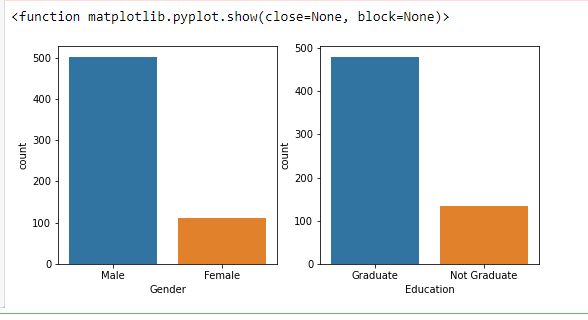 <function matplotlib.pyplot.show(close=None, block=None)>
500
400
300
200
100
0
count
Male Female
Gender
500
400
300
200
100
0
count
Graduate Not Graduate
Education